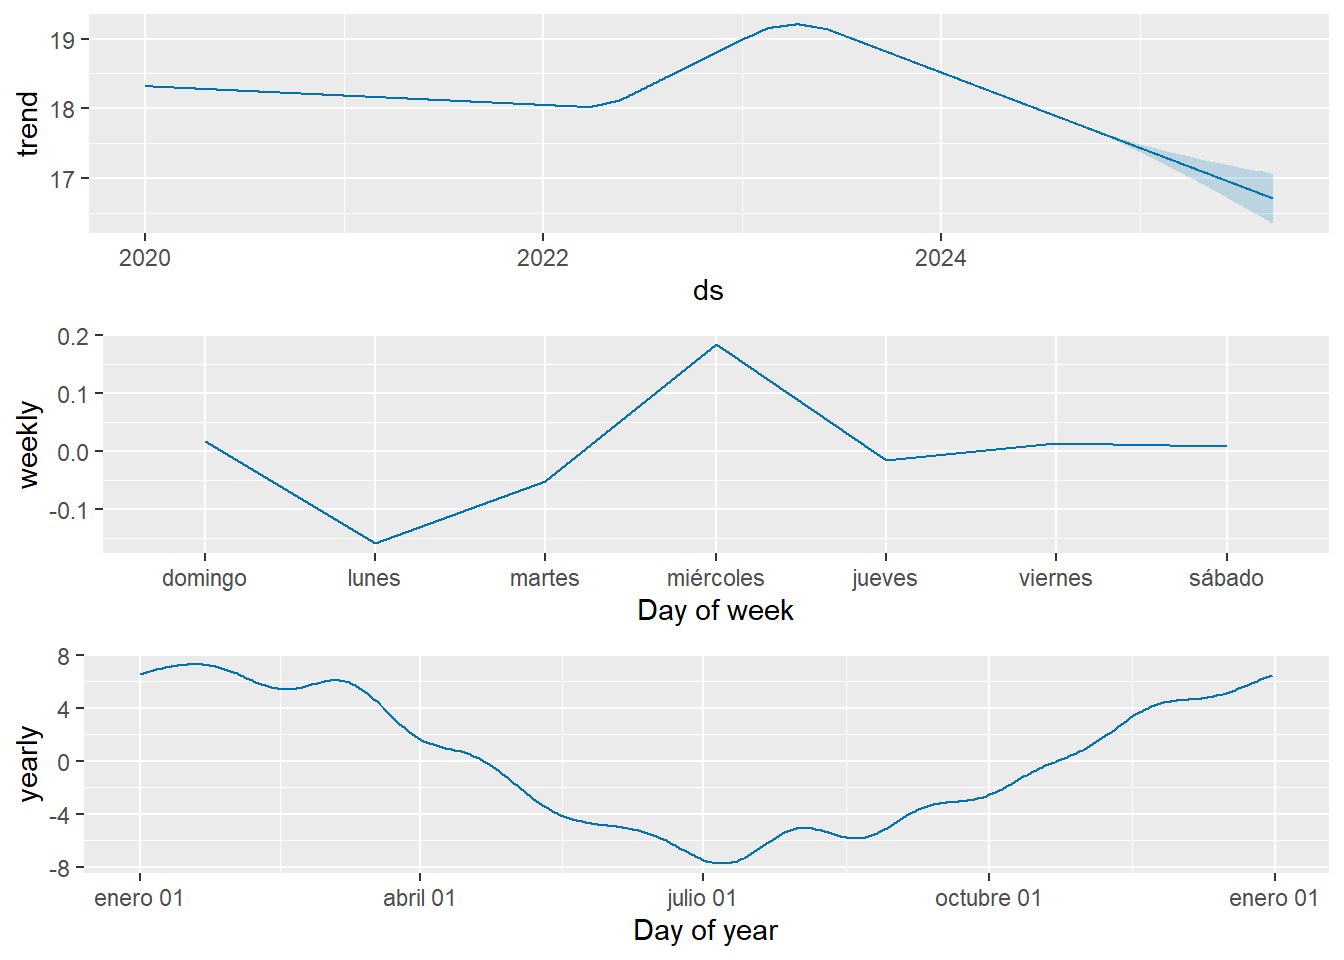 trend
19
18
17
2020 2022 2024
ds
weekly
0.2
0.1
0.0
-0.1
domingo lunes martes miércoles jueves viernes sábado
Day of week
yearly
8
4
0
-4
-8
enero 01 abril 01 julio 01 octubre 01 enero 01
Day of year